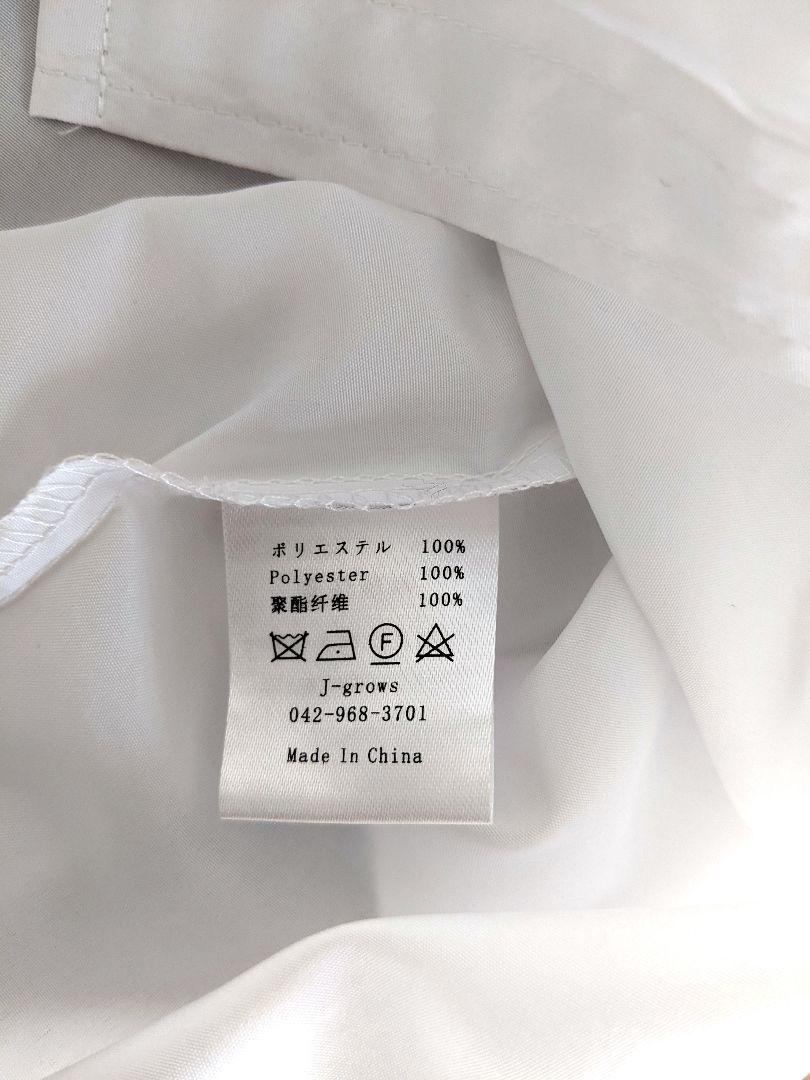 ポリエステル 100%
Polyester 100%
聚酯纤维 100%
F
J-grows
042-968-3701
Made In China